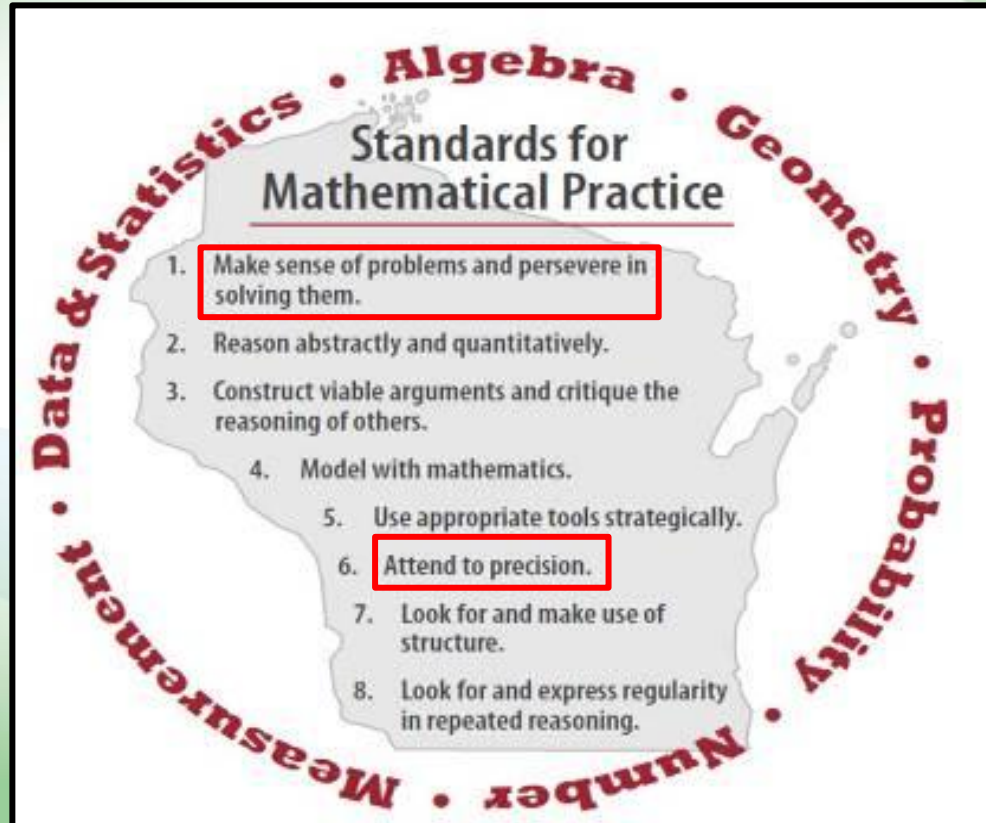 Data & Statistics • Algebra • Geometry • Probability • Number • Measurement •
Standards for
Mathematical Practice
1. Make sense of problems and persevere in
solving them.
2. Reason abstractly and quantitatively.
3. Construct viable arguments and critique the
reasoning of others.
4. Model with mathematics.
5. Use appropriate tools strategically.
6. Attend to precision.
7. Look for and make use of
structure.
8. Look for and express regularity
in repeated reasoning.